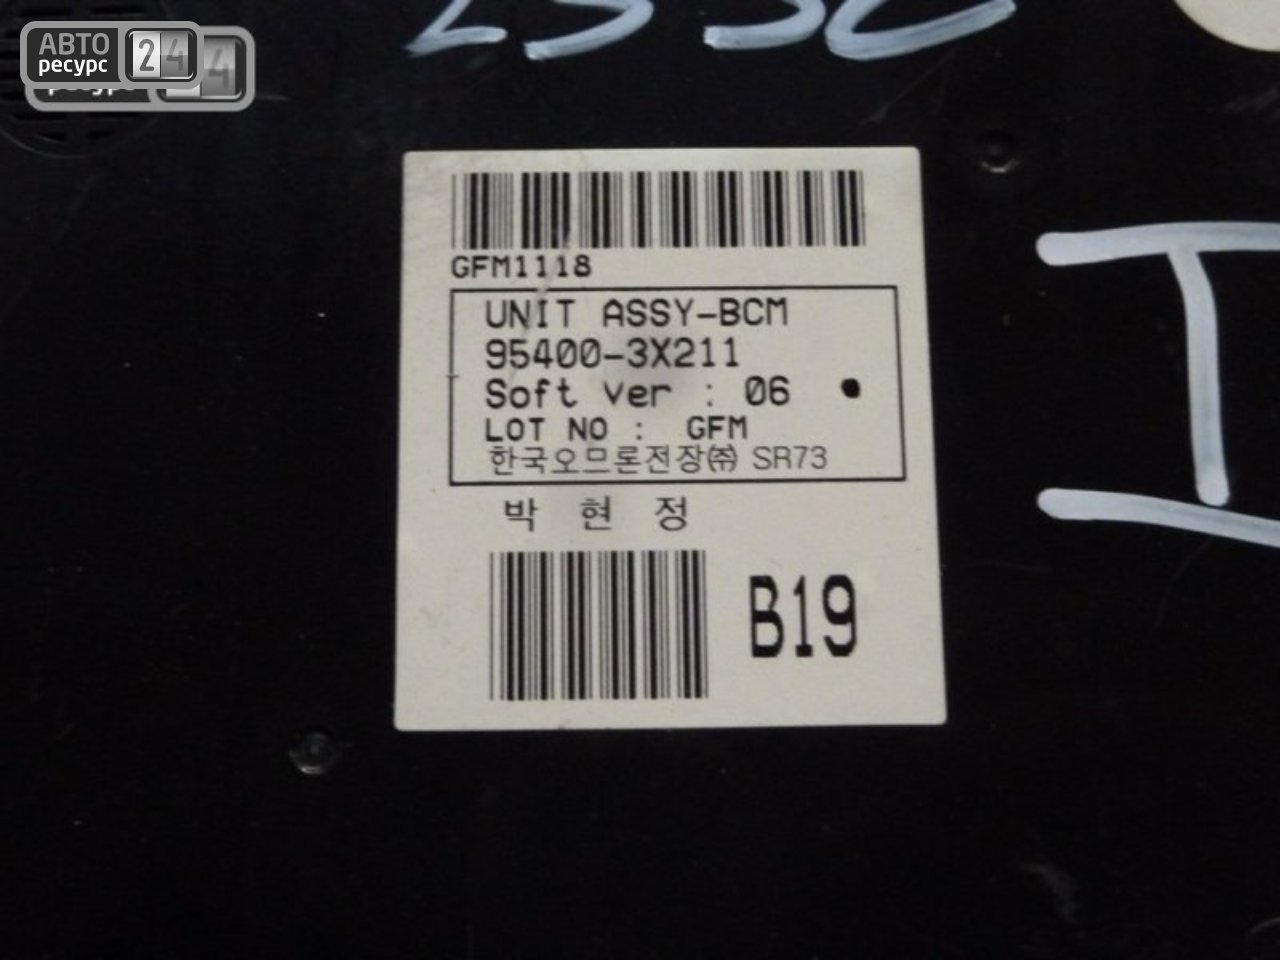 АВТО
ресурс 24
GFM1118
UNIT ASSY-BCM
95400-3X211
Soft ver : 06
LOT NO : GFM
한국오므론전장㈜ SR73
박 현 정
B19
I